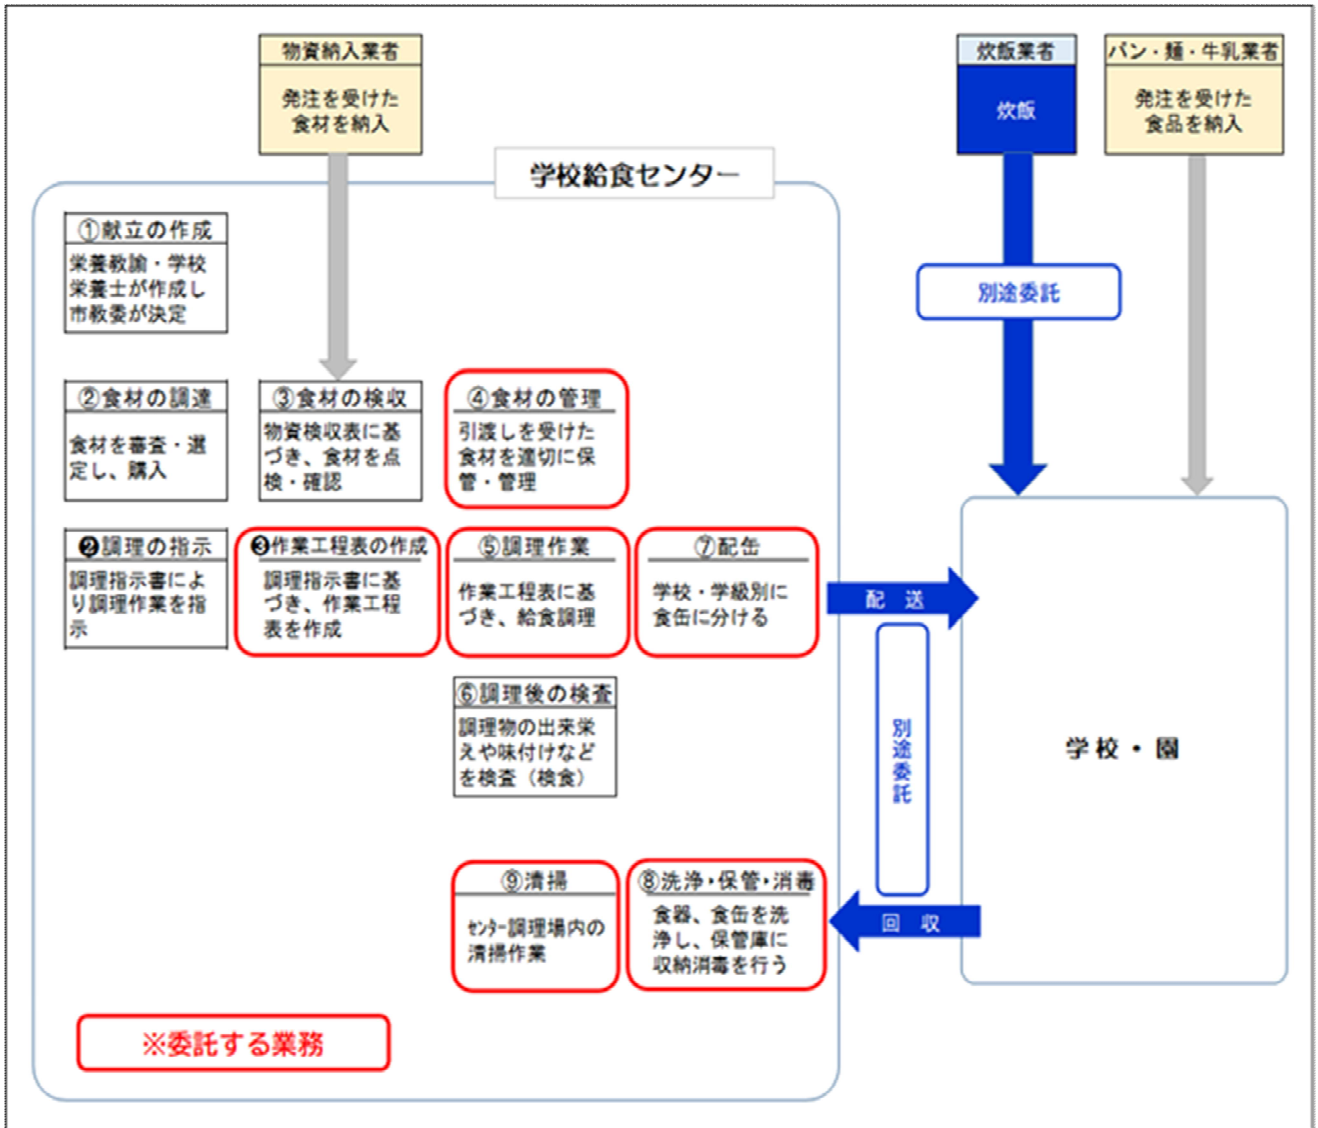 物資納入業者
発注を受けた
食材を納入
炊飯業者
炊飯
パン・麺・牛乳業者
発注を受けた
食品を納入
学校給食センター
別途委託
①献立の作成
栄養教諭・学校
栄養士が作成し
市教委が決定
②食材の調達
食材を審査・選
定し、購入
③食材の検収
物資検収表に基
づき、食材を点
検・確認
④食材の管理
引渡しを受けた
食材を適切に保
管・管理
❷調理の指示
調理指示書によ
り調理作業を指
示
❸作業工程表の作成
調理指示書に基
づき、作業工程
表を作成
⑤調理作業
作業工程表に基
づき、給食調理
⑦配缶
学校・学級別に
食缶に分ける
配　送
⑥調理後の検査
調理物の出来栄
えや味付けなど
を検査（検食）
別途委託
学校・園
⑨清掃
ｾﾝﾀｰ調理場内の
清掃作業
⑧洗浄・保管・消毒
食器、食缶を洗
浄し、保管庫に
収納消毒を行う
回　収
※委託する業務